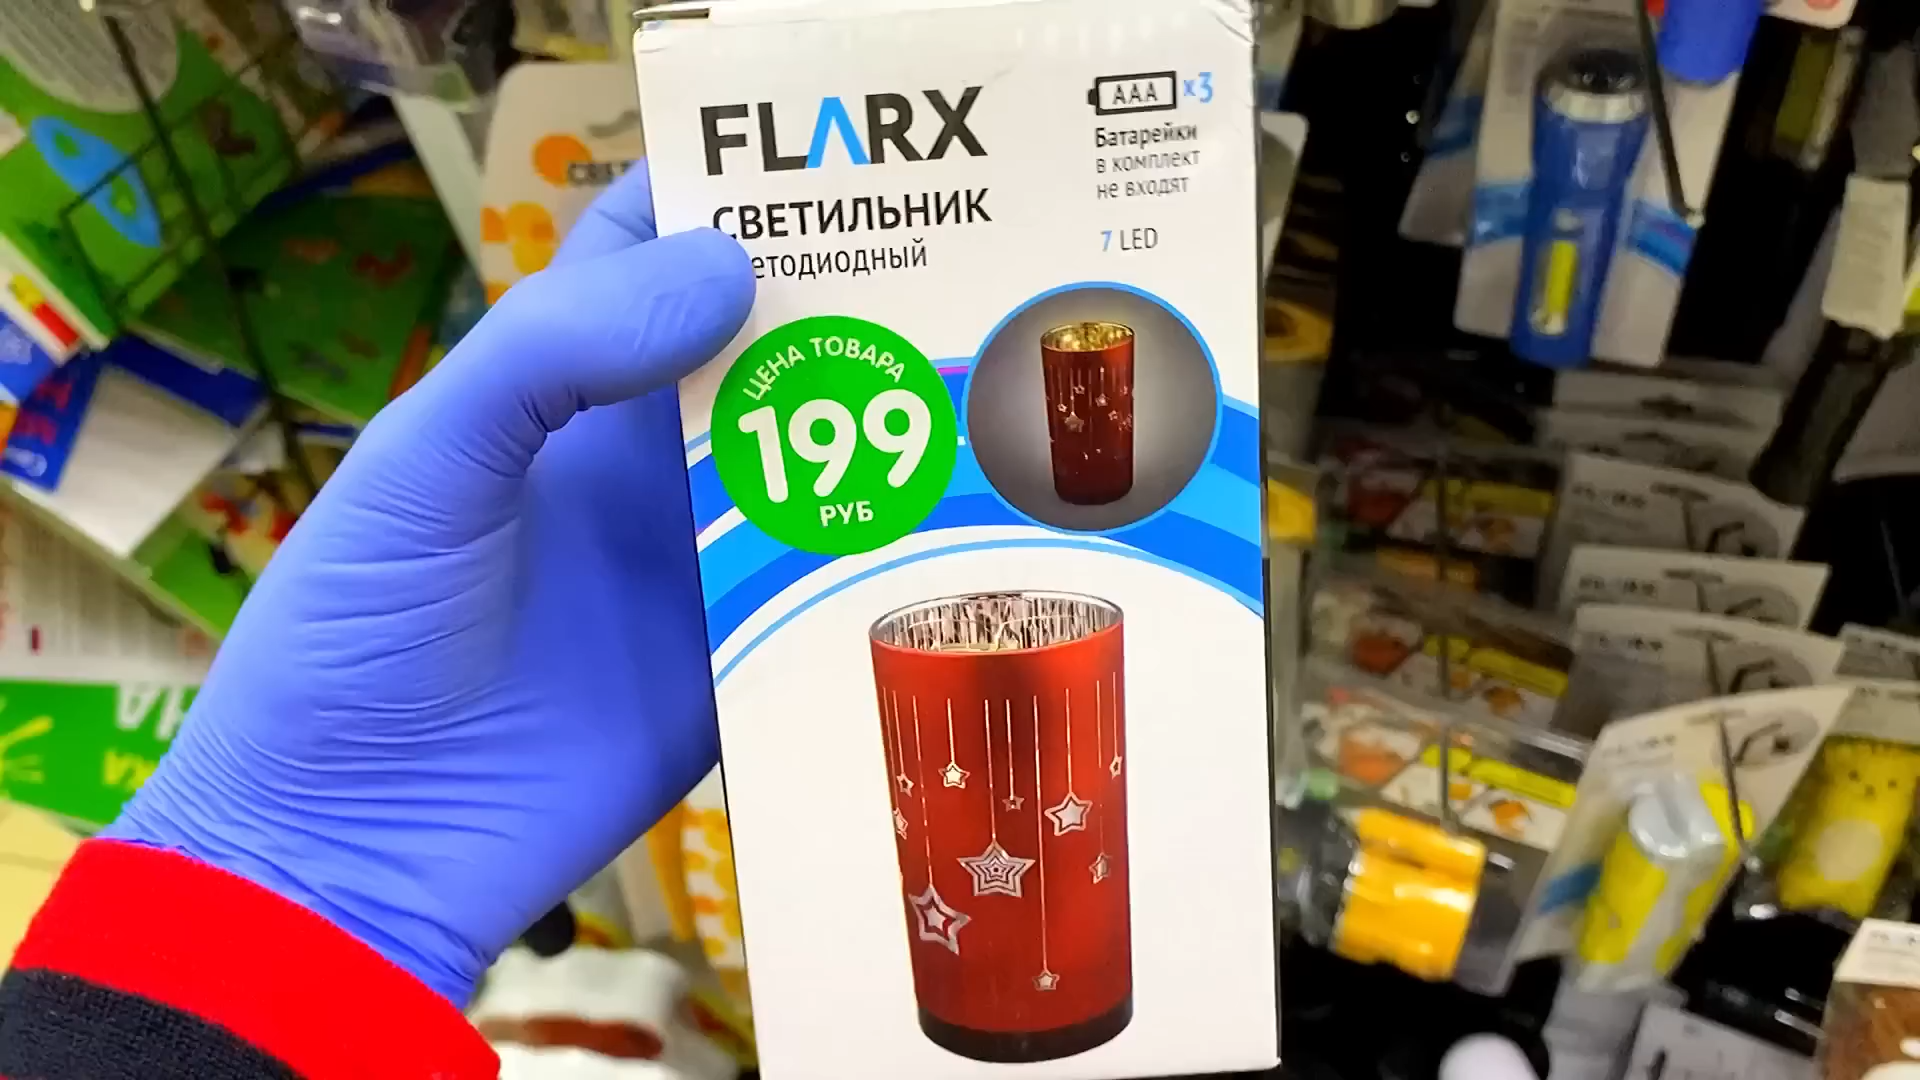 FLARX
СВЕТИЛЬНИК
етодиодный
AAA x3
Батарейки
в комплект
не входят
7 LED
ЦЕНА ТОВАРА
199
РУБ